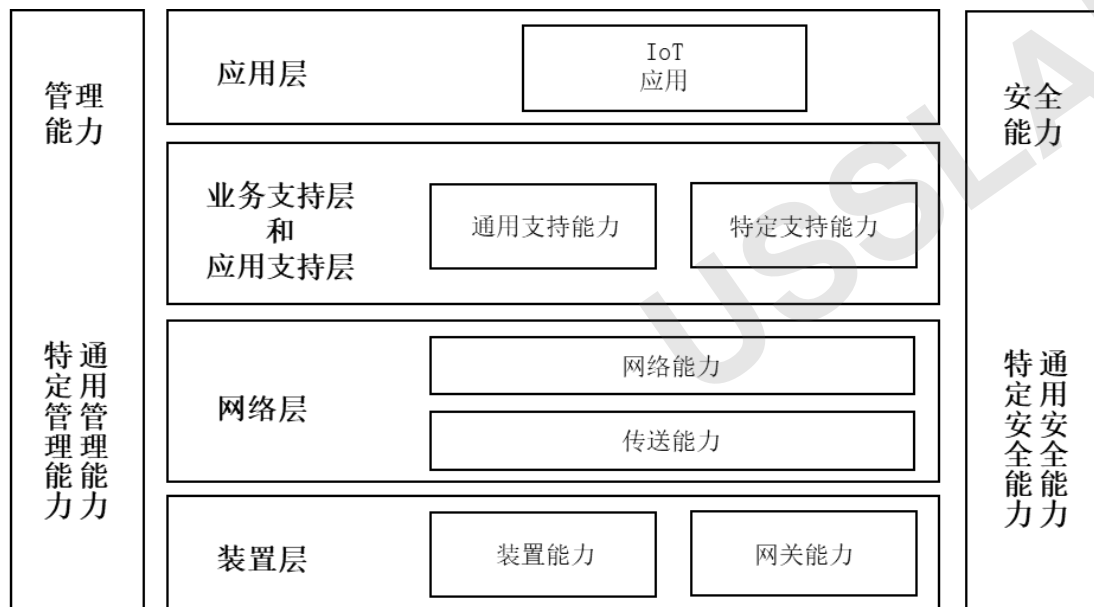 管理
能力
通用管理能力
特定管理能力
应用层
IoT
应用
业务支持层
和
应用支持层
通用支持能力
特定支持能力
网络层
网络能力
传送能力
装置层
装置能力
网关能力
安全
能力
通用安全能力
特定安全能力
USSLA